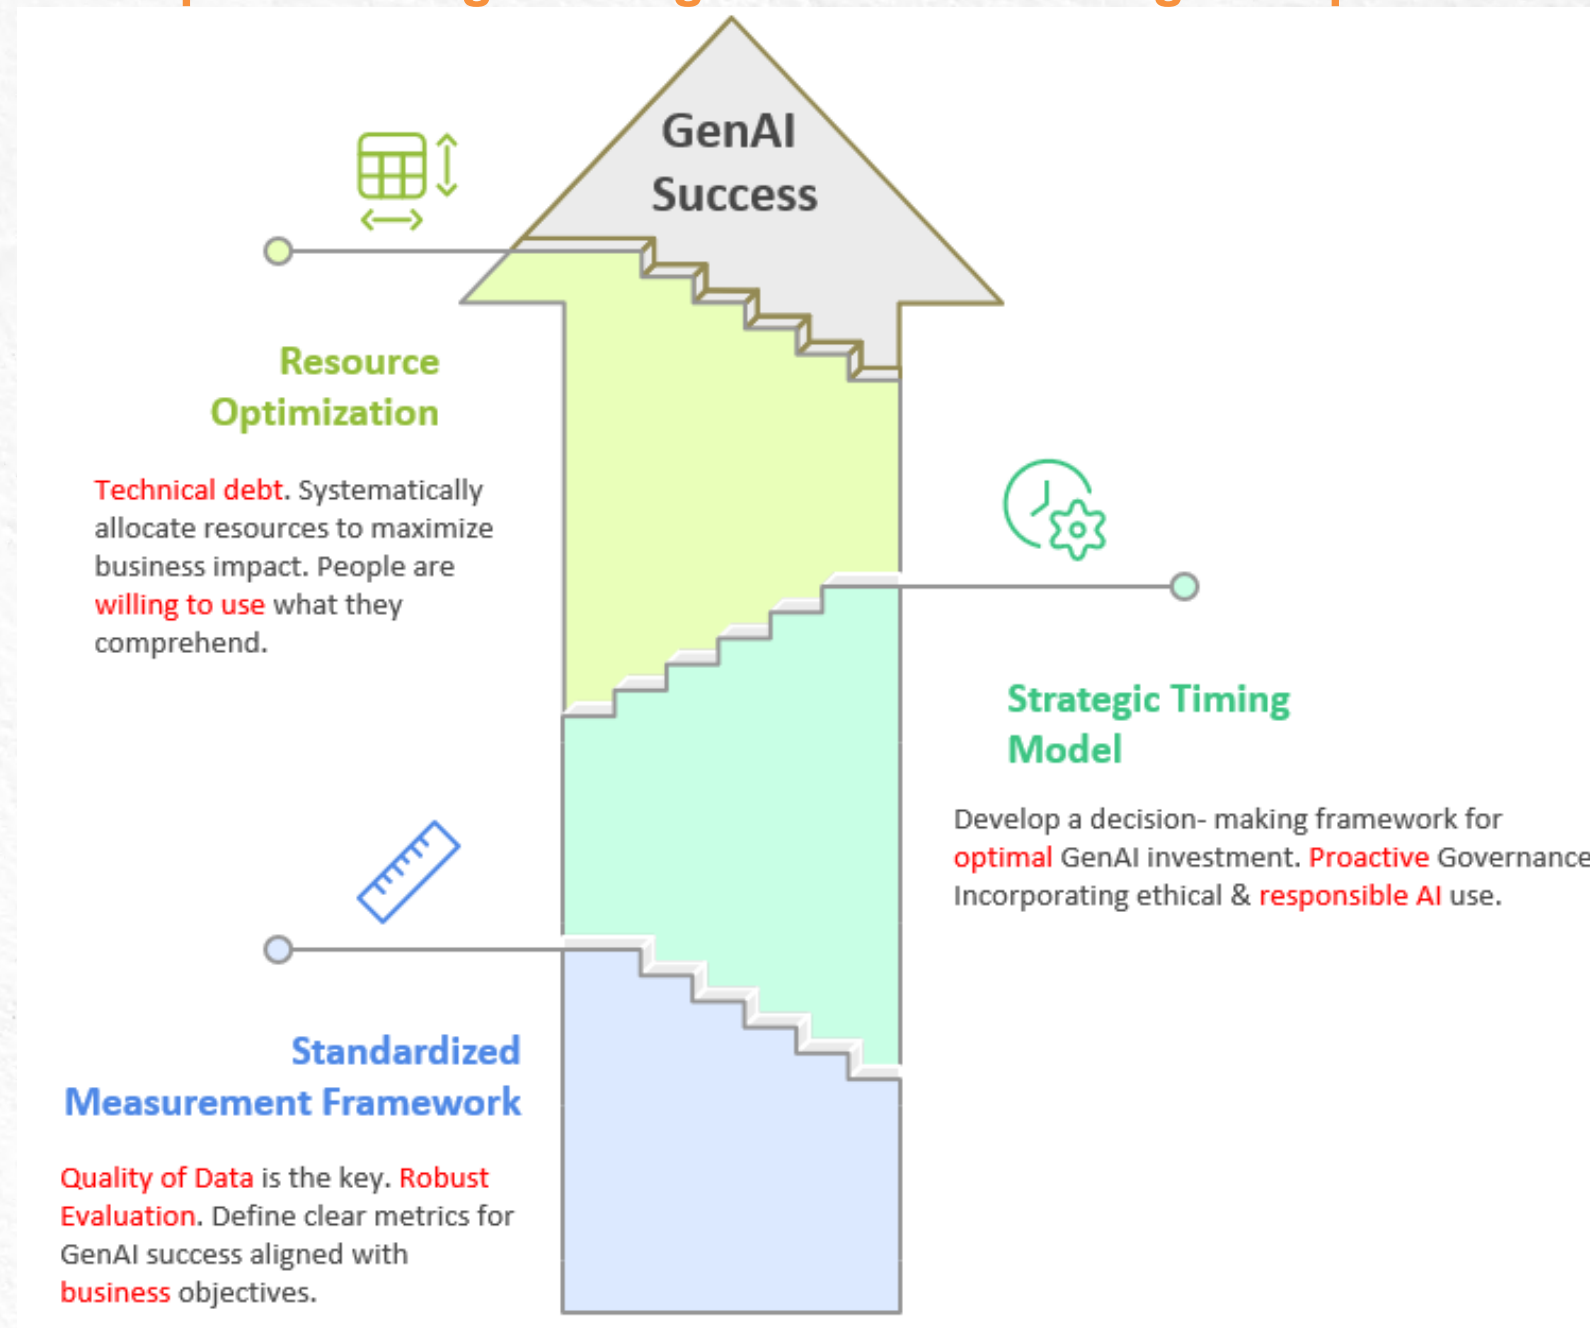 GenAI
Success
Resource
Optimization
Technical debt. Systematically
allocate resources to maximize
business impact. People are
willing to use what they
comprehend.
Strategic Timing
Model
Develop a decision- making framework for
optimal GenAI investment. Proactive Governance
Incorporating ethical & responsible AI use.
Standardized
Measurement Framework
Quality of Data is the key. Robust
Evaluation. Define clear metrics for
GenAI success aligned with
business objectives.